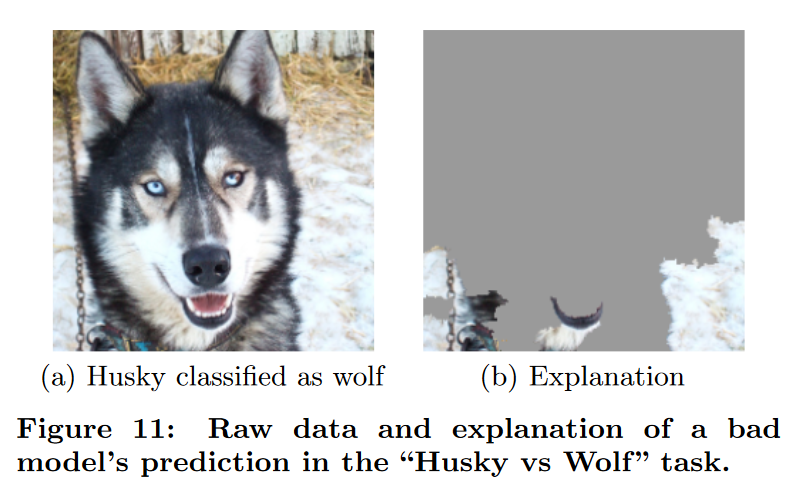 (a) Husky classified as wolf
(b) Explanation
Figure 11: Raw data and explanation of a bad
model's prediction in the “Husky vs Wolf” task.